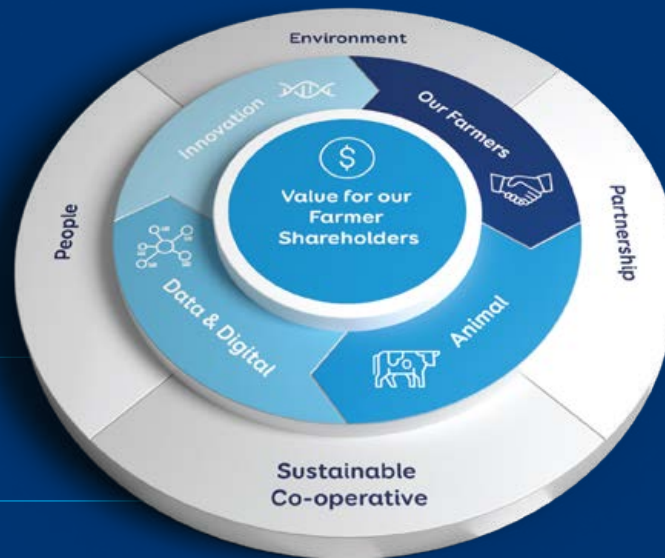 Environment
Innovation
Our Farmers
$
Value for our
Farmer
Shareholders
People
Partnership
Data & Digital
Animal
Sustainable
Co-operative